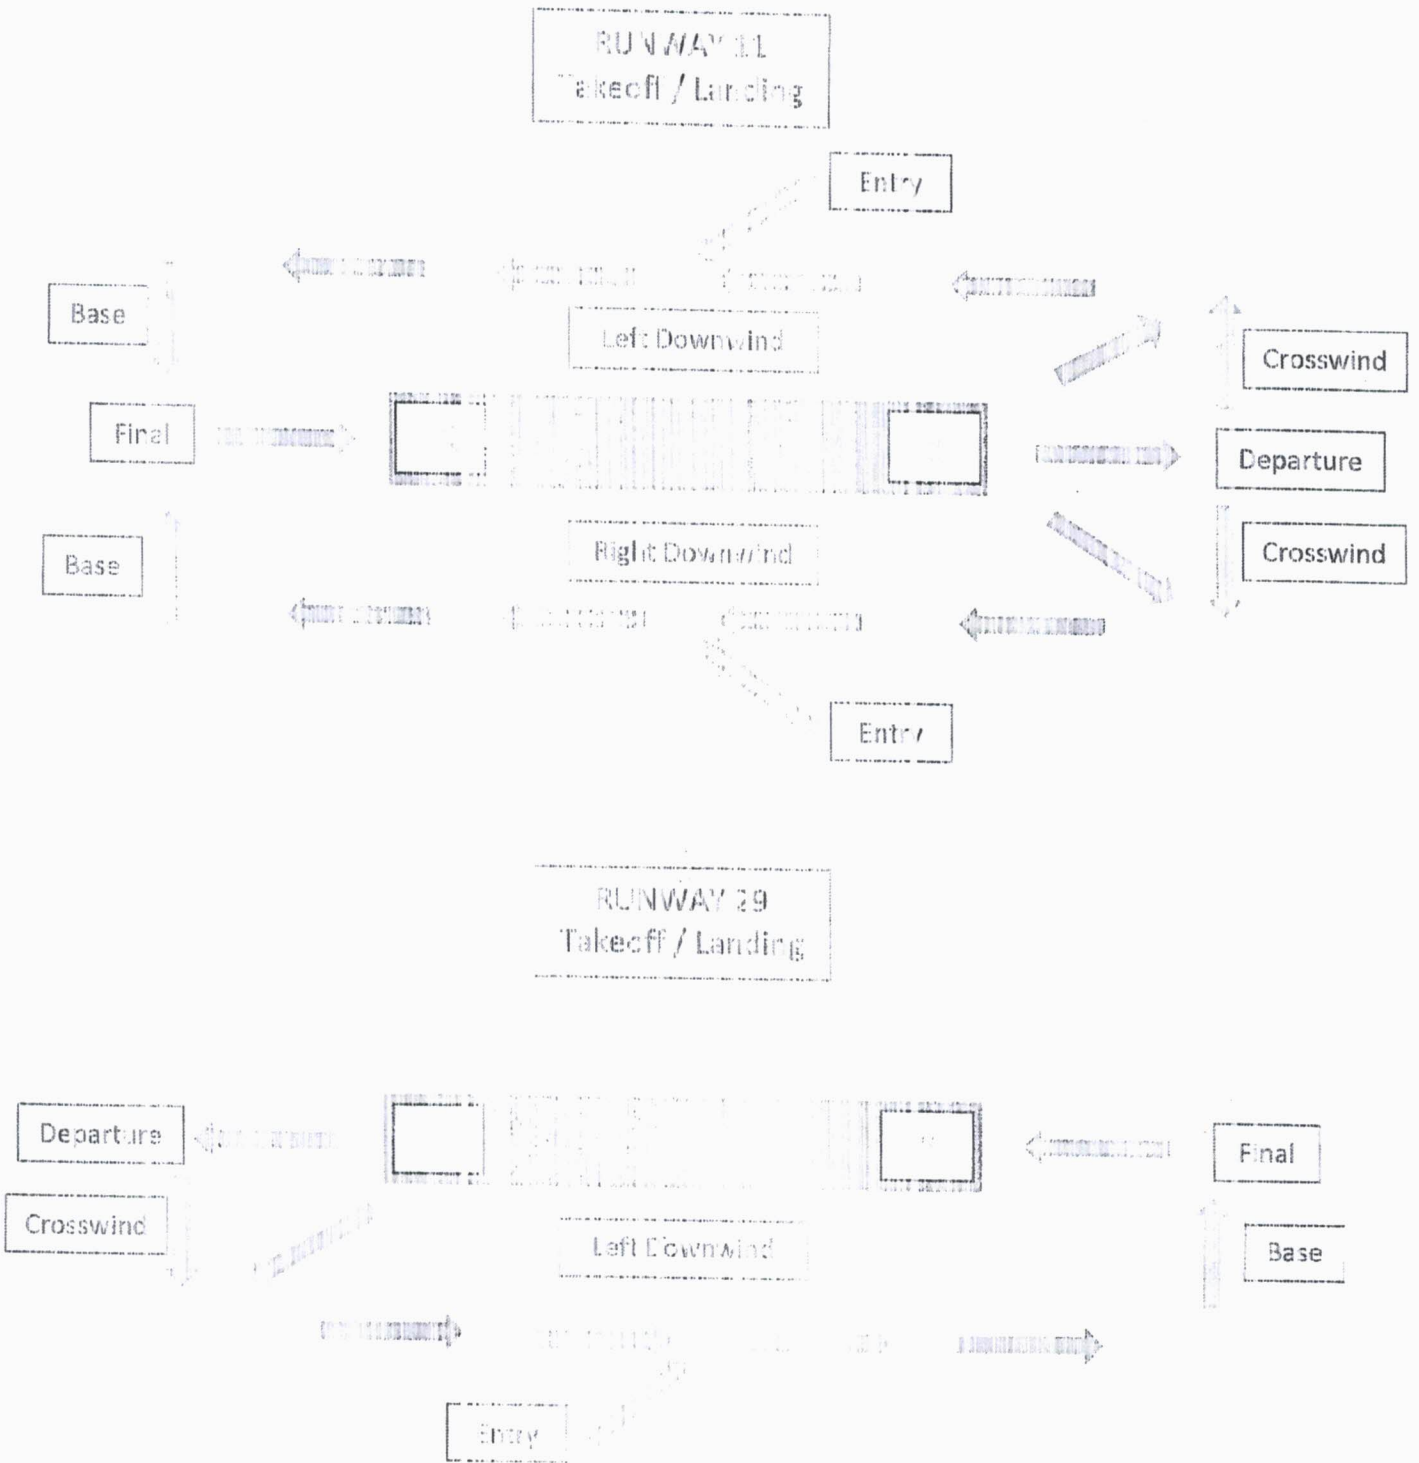 RUNWAY 11
Takeoff / Landing
Entry
Base
Left Downwind
Crosswind
Final
Departure
Base
Right Downwind
Crosswind
Entry
RUNWAY 29
Takeoff / Landing
Departure
Final
Crosswind
Left Downwind
Base
Entry